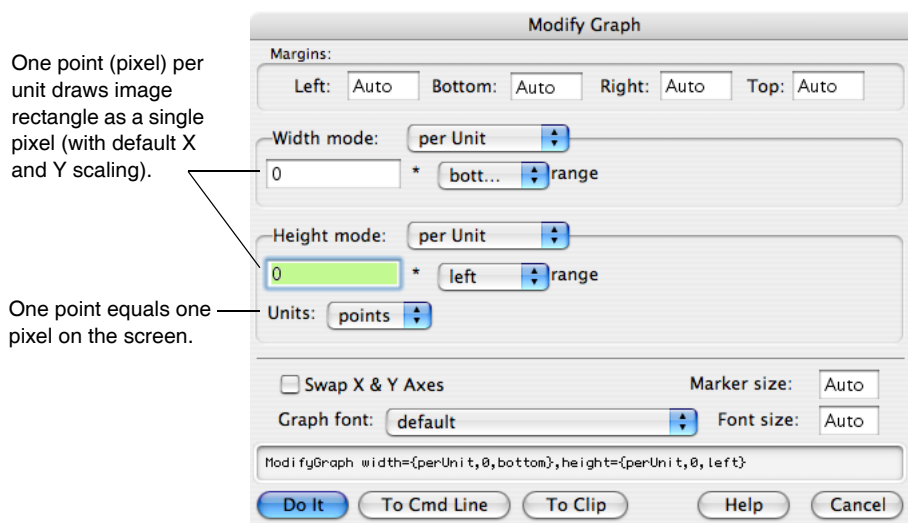 Modify Graph
One point (pixel) per
unit draws image
rectangle as a single
pixel (with default X
and Y scaling).
Margins:
Left: Auto Bottom: Auto Right: Auto Top: Auto
Width mode: per Unit
0 * bott... range
Height mode: per Unit
0 * left range
One point equals one
pixel on the screen.
Units: points
Swap X & Y Axes Marker size: Auto
Graph font: default Font size: Auto
ModifyGraph width={perUnit,0,bottom},height={perUnit,0,left}
Do It To Cmd Line To Clip Help Cancel